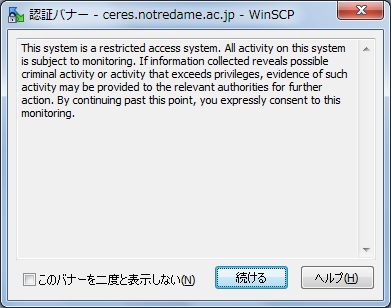 認証バナー - ceres.notredame.ac.jp - WinSCP
This system is a restricted access system. All activity on this system
is subject to monitoring. If information collected reveals possible
criminal activity or activity that exceeds privileges, evidence of such
activity may be provided to the relevant authorities for further
action. By continuing past this point, you expressly consent to this
monitoring.
このバナーを二度と表示しない(N) 続ける ヘルプ(H)